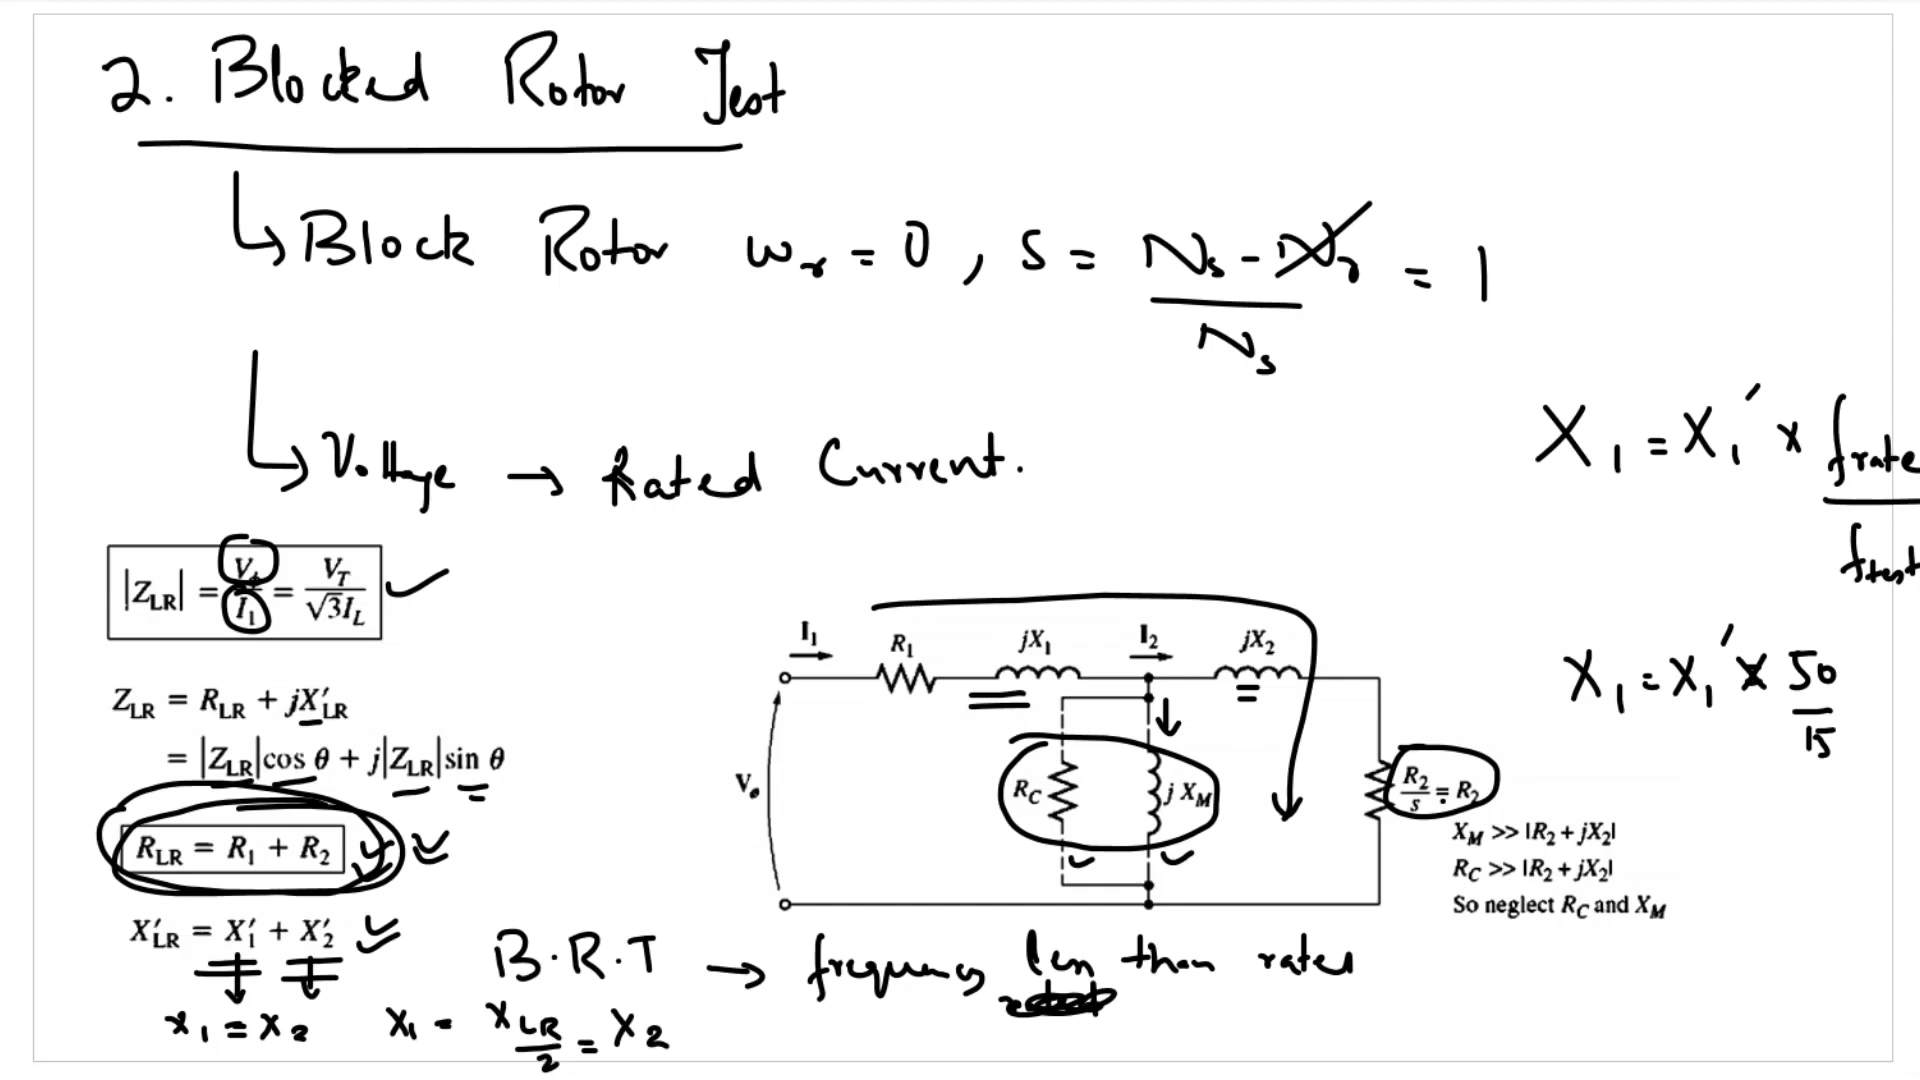 2. Blocked Rotor Test
Block Rotor ωr = 0, S = Ns - Nr / Ns = 1
Voltage → Rated Current.
X1 = X1' x frate / ftest
|ZLR| = Vφ / I1 = VT / √3IL
X1 = X1' x 50 / 15
ZLR = RLR + jX'LR
= |ZLR|cos θ + j|ZLR|sin θ
RLR = R1 + R2
X'LR = X'1 + X'2
x1 = x2
X1 = XLR / 2 = X2
I1
R1
jX1
I2
jX2
Vφ
RC
j XM
R2 / s = R2
XM >> |R2 + jX2|
RC >> |R2 + jX2|
So neglect RC and XM
B.R.T → frequency less than rated